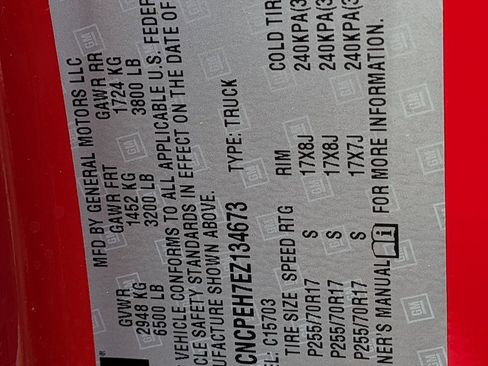 MFD BY GENERAL MOTORS LLC
GVWR GAWR FRT GAWR RR
2948 KG 1452 KG 1724 KG
6500 LB 3200 LB 3800 LB
VEHICLE CONFORMS TO ALL APPLICABLE U.S. FEDER
CLE SAFETY STANDARDS IN EFFECT ON THE DATE OF
UFACTURE SHOWN ABOVE.
CNCPEH7EZ134673 TYPE: TRUCK
EL: C15703
TIRE SIZE SPEED RTG RIM COLD TIR
P255/70R17 S 17X8J 240KPA(3
P255/70R17 S 17X8J 240KPA(3
P255/70R17 S 17X7J 240KPA(3
NER'S MANUAL i FOR MORE INFORMATION.
GM